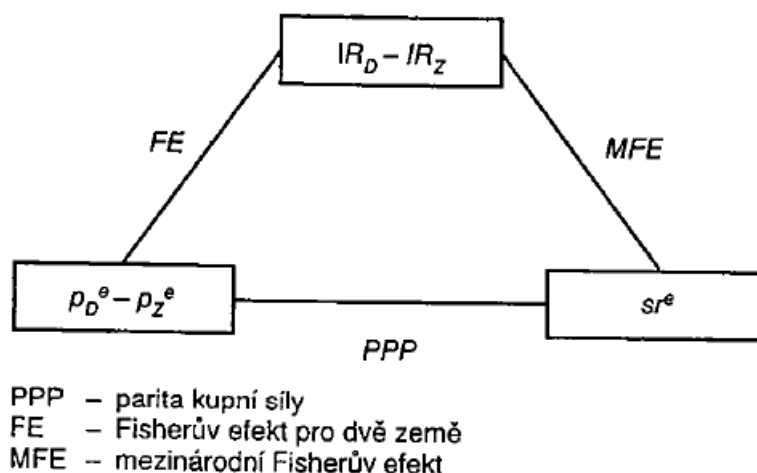 IR_D – IR_Z
FE
MFE
p_D^e – p_Z^e
sr^e
PPP
PPP – parita kupní síly
FE – Fisherův efekt pro dvě země
MFE – mezinárodní Fisherův efekt